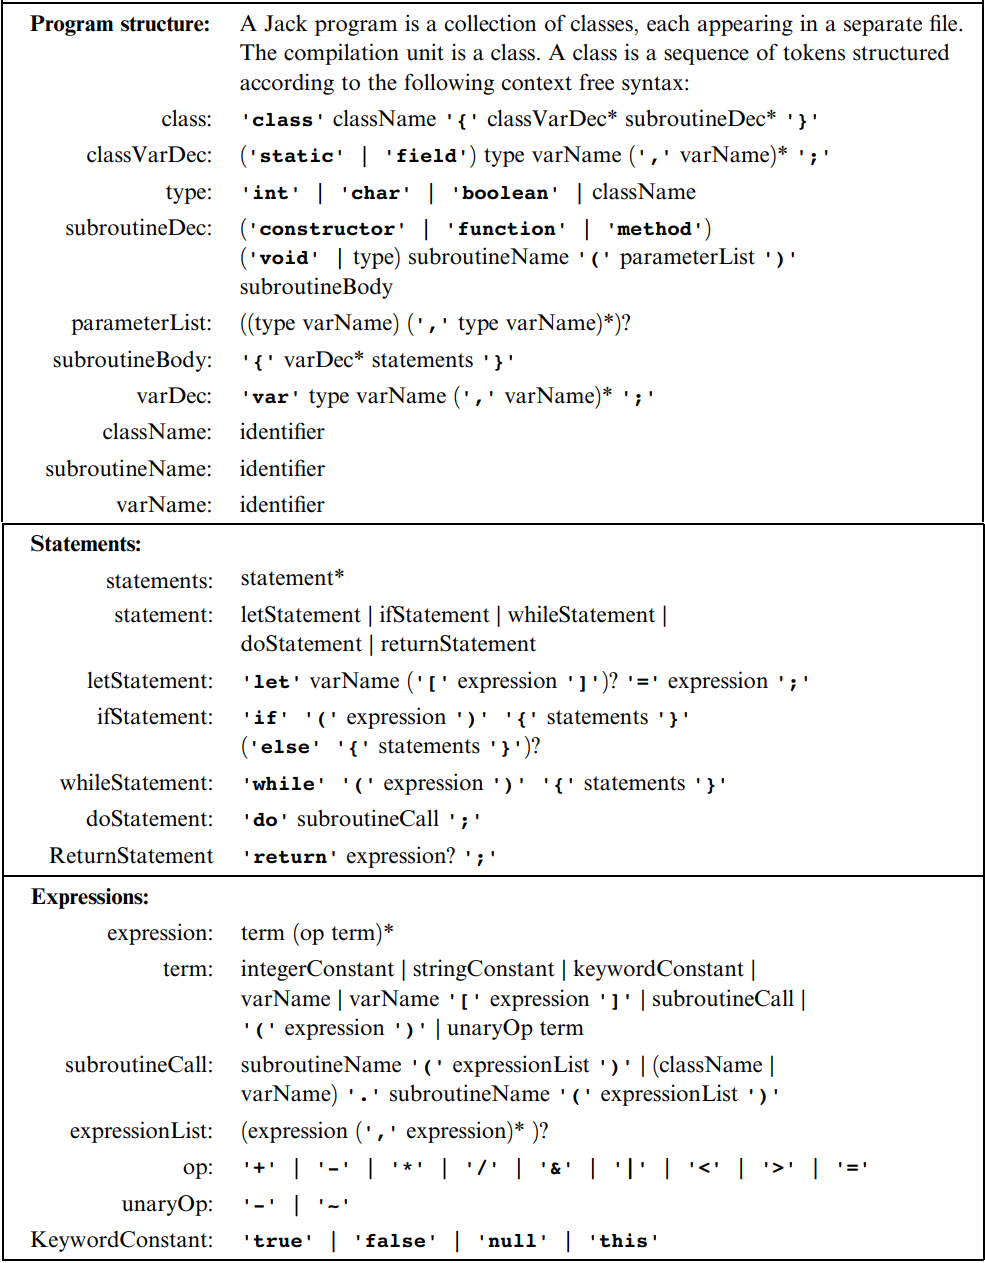 Program structure: A Jack program is a collection of classes, each appearing in a separate file.
The compilation unit is a class. A class is a sequence of tokens structured
according to the following context free syntax:
class: 'class' className '{' classVarDec* subroutineDec* '}'
classVarDec: ('static' | 'field') type varName (',' varName)* ';'
type: 'int' | 'char' | 'boolean' | className
subroutineDec: ('constructor' | 'function' | 'method')
('void' | type) subroutineName '(' parameterList ')'
subroutineBody
parameterList: ((type varName) (',' type varName)*)?
subroutineBody: '{' varDec* statements '}'
varDec: 'var' type varName (',' varName)* ';'
className: identifier
subroutineName: identifier
varName: identifier
Statements:
statements: statement*
statement: letStatement | ifStatement | whileStatement |
doStatement | returnStatement
letStatement: 'let' varName ('[' expression ']')? '=' expression ';'
ifStatement: 'if' '(' expression ')' '{' statements '}'
('else' '{' statements '}')?
whileStatement: 'while' '(' expression ')' '{' statements '}'
doStatement: 'do' subroutineCall ';'
ReturnStatement 'return' expression? ';'
Expressions:
expression: term (op term)*
term: integerConstant | stringConstant | keywordConstant |
varName | varName '[' expression ']' | subroutineCall |
'(' expression ')' | unaryOp term
subroutineCall: subroutineName '(' expressionList ')' | (className |
varName) '.' subroutineName '(' expressionList ')'
expressionList: (expression (',' expression)* )?
op: '+' | '-' | '*' | '/' | '&' | '|' | '<' | '>' | '='
unaryOp: '-' | '~'
KeywordConstant: 'true' | 'false' | 'null' | 'this'